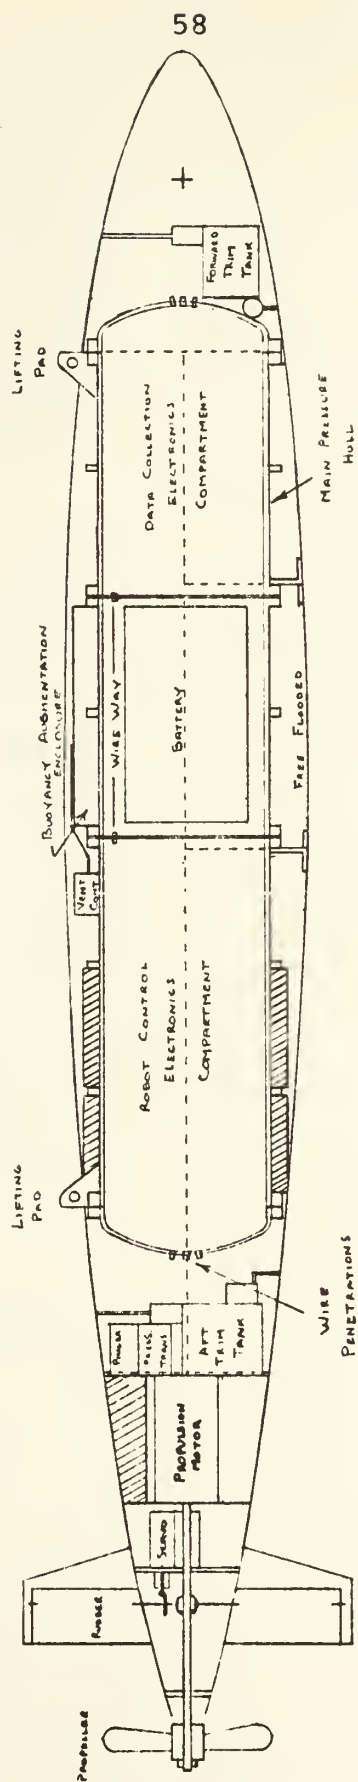 58
FORWARD
TRIM
TANK
LIFTING
PAD
DATA COLLECTION
ELECTRONICS
COMPARTMENT
MAIN PRESSURE
HULL
BUOYANCY AUGMENTATION
ENCLOSURE
WIRE WAY
BATTERY
FREE FLOODED
VENT
CONT
ROBOT CONTROL
ELECTRONICS
COMPARTMENT
LIFTING
PAD
WIRE
PENETRATIONS
PINGER
PRESS.
TRANS
AFT
TRIM
TANK
PROPULSION
MOTOR
SERVO
RUDDER
PROPELLER